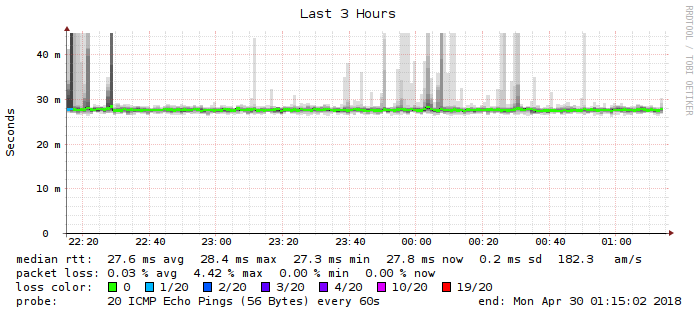 Last 3 Hours
RRDTOOL / TOBI OETIKER
Seconds
40 m
30 m
20 m
10 m
0
22:20 22:40 23:00 23:20 23:40 00:00 00:20 00:40 01:00
median rtt: 27.6 ms avg 28.4 ms max 27.3 ms min 27.8 ms now 0.2 ms sd 182.3 am/s
packet loss: 0.03 % avg 4.42 % max 0.00 % min 0.00 % now
loss color: 0 1/20 2/20 3/20 4/20 10/20 19/20
probe: 20 ICMP Echo Pings (56 Bytes) every 60s end: Mon Apr 30 01:15:02 2018